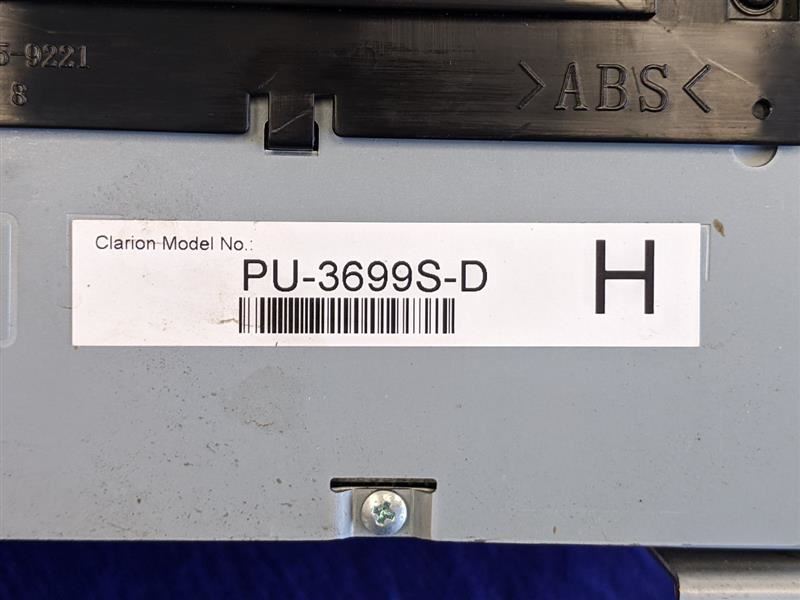 5-9221
8
>ABS<
Clarion Model No.:
PU-3699S-D
H